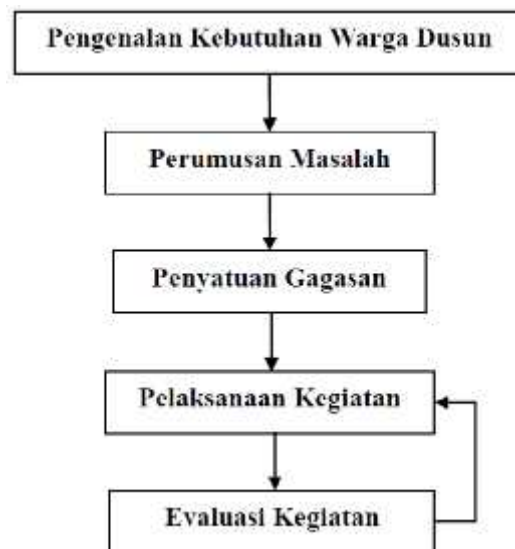 Pengenalan Kebutuhan Warga Dusun
Perumusan Masalah
Penyatuan Gagasan
Pelaksanaan Kegiatan
Evaluasi Kegiatan